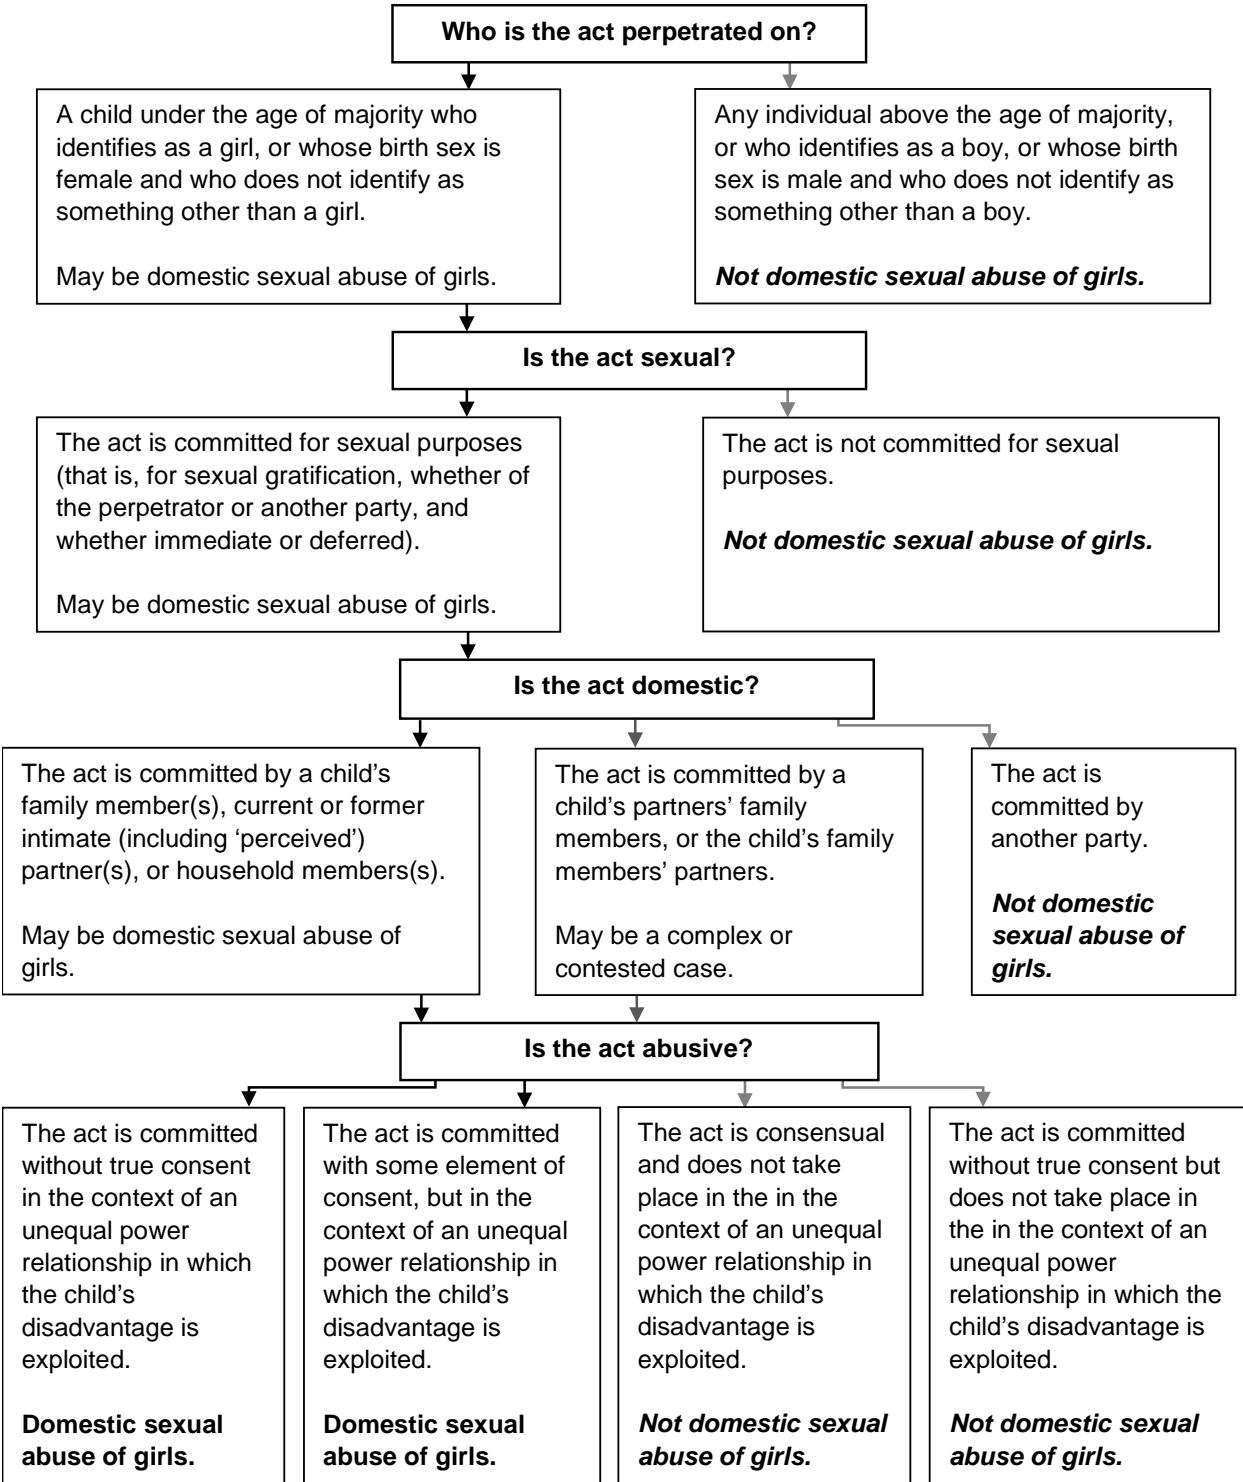 Who is the act perpetrated on?
A child under the age of majority who
identifies as a girl, or whose birth sex is
female and who does not identify as
something other than a girl.
May be domestic sexual abuse of girls.
Any individual above the age of majority,
or who identifies as a boy, or whose birth
sex is male and who does not identify as
something other than a boy.
Not domestic sexual abuse of girls.
Is the act sexual?
The act is committed for sexual purposes
(that is, for sexual gratification, whether of
the perpetrator or another party, and
whether immediate or deferred).
May be domestic sexual abuse of girls.
The act is not committed for sexual
purposes.
Not domestic sexual abuse of girls.
Is the act domestic?
The act is committed by a child’s
family member(s), current or former
intimate (including ‘perceived’)
partner(s), or household members(s).
May be domestic sexual abuse of
girls.
The act is committed by a
child’s partners’ family
members, or the child’s family
members’ partners.
May be a complex or
contested case.
The act is
committed by
another party.
Not domestic
sexual abuse of
girls.
Is the act abusive?
The act is committed
without true consent
in the context of an
unequal power
relationship in which
the child’s
disadvantage is
exploited.
Domestic sexual
abuse of girls.
The act is committed
with some element of
consent, but in the
context of an unequal
power relationship in
which the child’s
disadvantage is
exploited.
Domestic sexual
abuse of girls.
The act is consensual
and does not take
place in the in the
context of an unequal
power relationship in
which the child’s
disadvantage is
exploited.
Not domestic sexual
abuse of girls.
The act is committed
without true consent but
does not take place in
the in the context of an
unequal power
relationship in which the
child’s disadvantage is
exploited.
Not domestic sexual
abuse of girls.